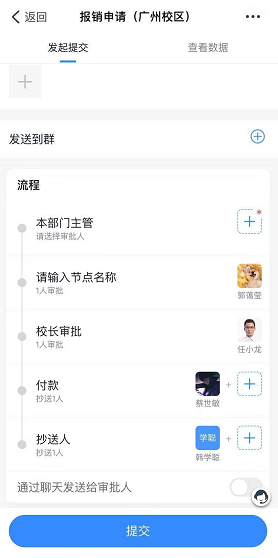 返回
报销申请（广州校区）
发起提交
查看数据
发送到群
流程
本部门主管
请选择审批人
请输入节点名称
1人审批
郭蔼莹
校长审批
1人审批
任小龙
付款
抄送1人
蔡世敏
抄送人
抄送1人
学聪
韩学聪
通过聊天发送给审批人
提交